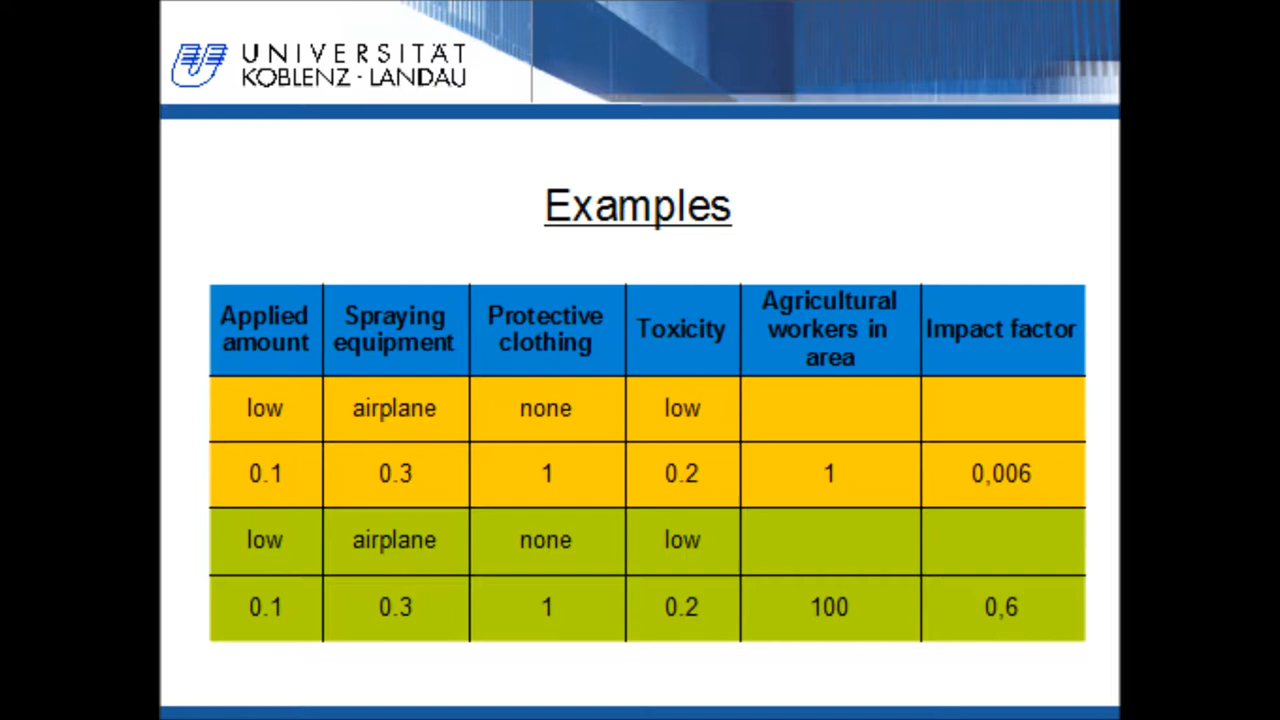 UNIVERSITÄT
KOBLENZ · LANDAU
Examples
Applied amount Spraying equipment Protective clothing Toxicity Agricultural workers in area Impact factor
low airplane none low
0.1 0.3 1 0.2 1 0,006
low airplane none low
0.1 0.3 1 0.2 100 0,6